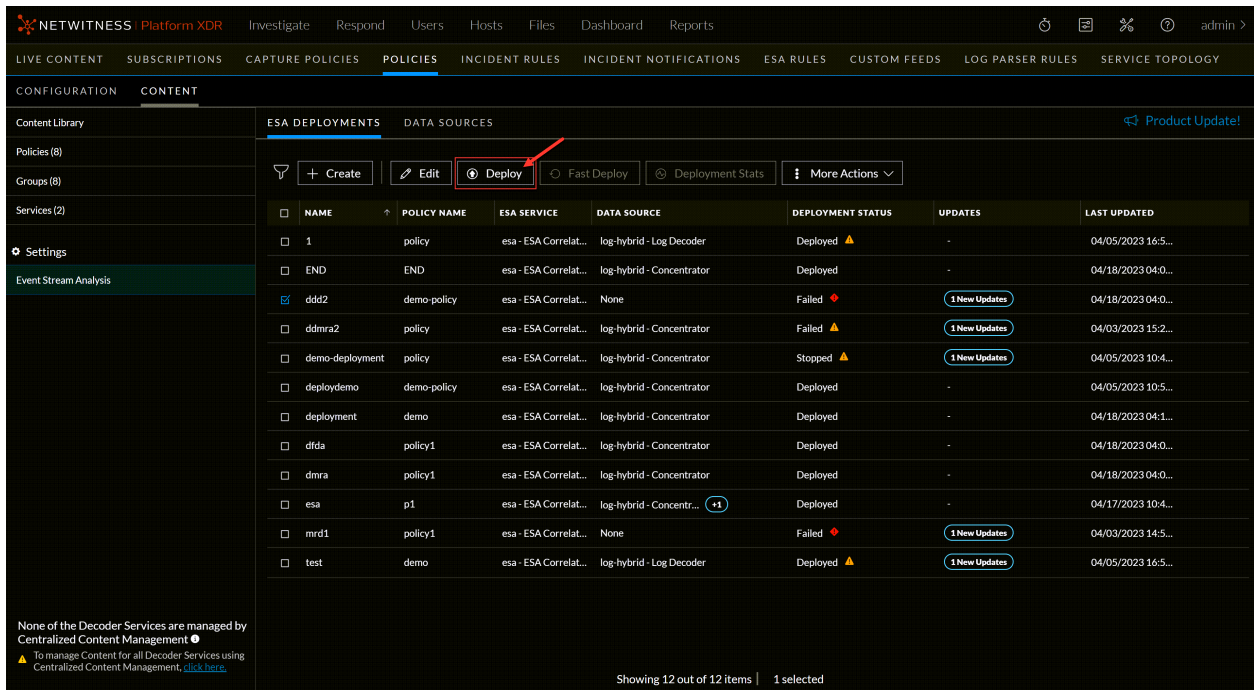 NETWITNESS Platform XDR Investigate Respond Users Hosts Files Dashboard Reports admin >
LIVE CONTENT SUBSCRIPTIONS CAPTURE POLICIES POLICIES INCIDENT RULES INCIDENT NOTIFICATIONS ESA RULES CUSTOM FEEDS LOG PARSER RULES SERVICE TOPOLOGY
CONFIGURATION CONTENT
Content Library
Policies (8)
Groups (8)
Services (2)
Settings
Event Stream Analysis
None of the Decoder Services are managed by
Centralized Content Management
To manage Content for all Decoder Services using
Centralized Content Management, click here.
ESA DEPLOYMENTS DATA SOURCES Product Update!
+ Create Edit Deploy Fast Deploy Deployment Stats More Actions
NAME ↑ POLICY NAME ESA SERVICE DATA SOURCE DEPLOYMENT STATUS UPDATES LAST UPDATED
1 policy esa - ESA Correlat... log-hybrid - Log Decoder Deployed - 04/05/2023 16:5...
END END esa - ESA Correlat... log-hybrid - Concentrator Deployed - 04/18/2023 04:0...
ddd2 demo-policy esa - ESA Correlat... None Failed 1 New Updates 04/18/2023 04:0...
ddmra2 policy esa - ESA Correlat... log-hybrid - Concentrator Failed 1 New Updates 04/03/2023 15:2...
demo-deployment policy esa - ESA Correlat... log-hybrid - Concentrator Stopped 1 New Updates 04/05/2023 10:4...
deploydemo demo-policy esa - ESA Correlat... log-hybrid - Concentrator Deployed - 04/05/2023 10:5...
deployment demo esa - ESA Correlat... log-hybrid - Concentrator Deployed - 04/18/2023 04:1...
dfda policy1 esa - ESA Correlat... log-hybrid - Concentrator Deployed - 04/18/2023 04:0...
dmra policy1 esa - ESA Correlat... log-hybrid - Concentrator Deployed - 04/18/2023 04:0...
esa p1 esa - ESA Correlat... log-hybrid - Concentr... +1 Deployed - 04/17/2023 10:4...
mrd1 policy1 esa - ESA Correlat... None Failed 1 New Updates 04/03/2023 14:5...
test demo esa - ESA Correlat... log-hybrid - Log Decoder Deployed 1 New Updates 04/05/2023 16:5...
Showing 12 out of 12 items | 1 selected